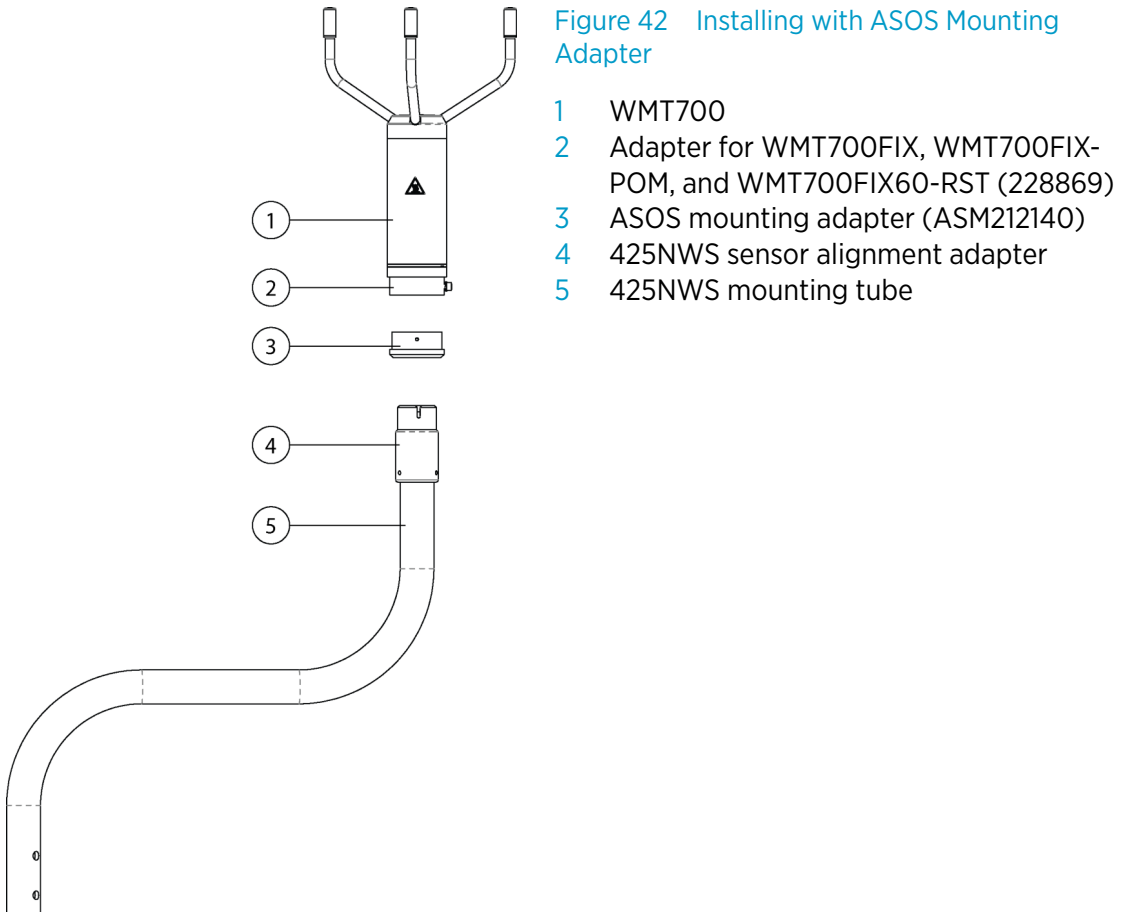 Figure 42 Installing with ASOS Mounting
Adapter
1 WMT700
2 Adapter for WMT700FIX, WMT700FIX-
POM, and WMT700FIX60-RST (228869)
3 ASOS mounting adapter (ASM212140)
4 425NWS sensor alignment adapter
5 425NWS mounting tube
1
2
3
4
5